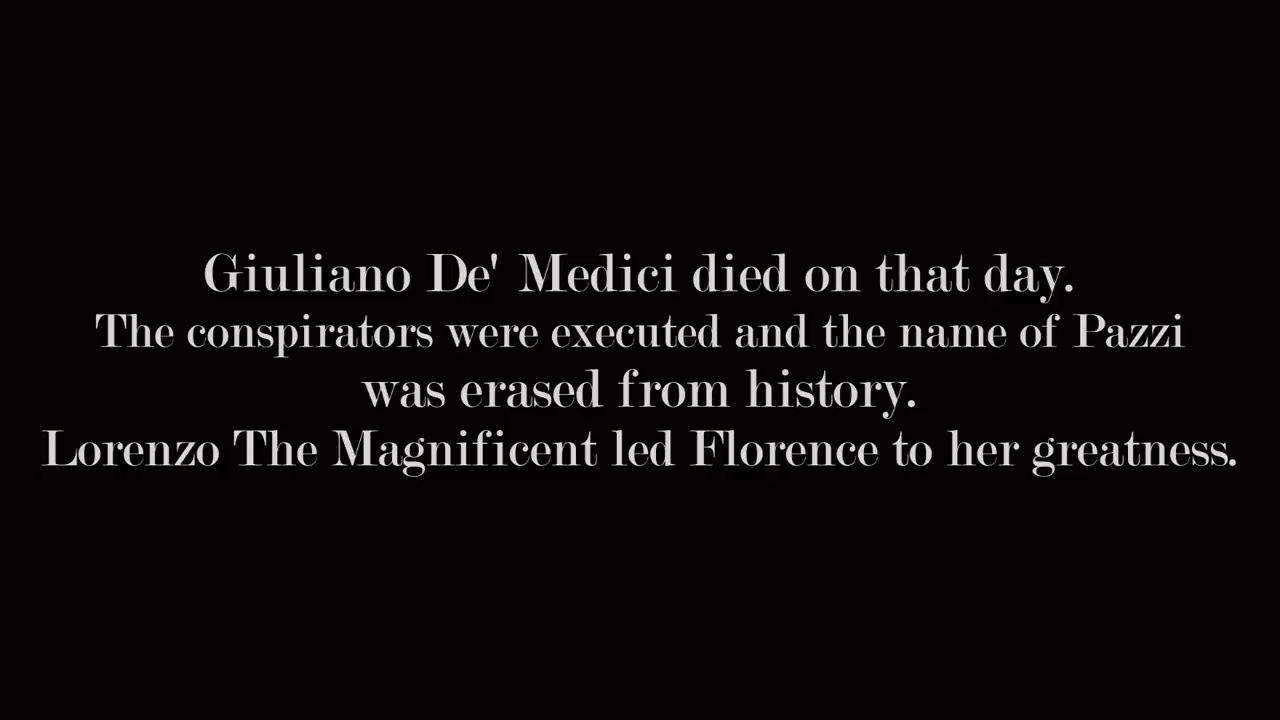 Giuliano De' Medici died on that day.
The conspirators were executed and the name of Pazzi
was erased from history.
Lorenzo The Magnificent led Florence to her greatness.